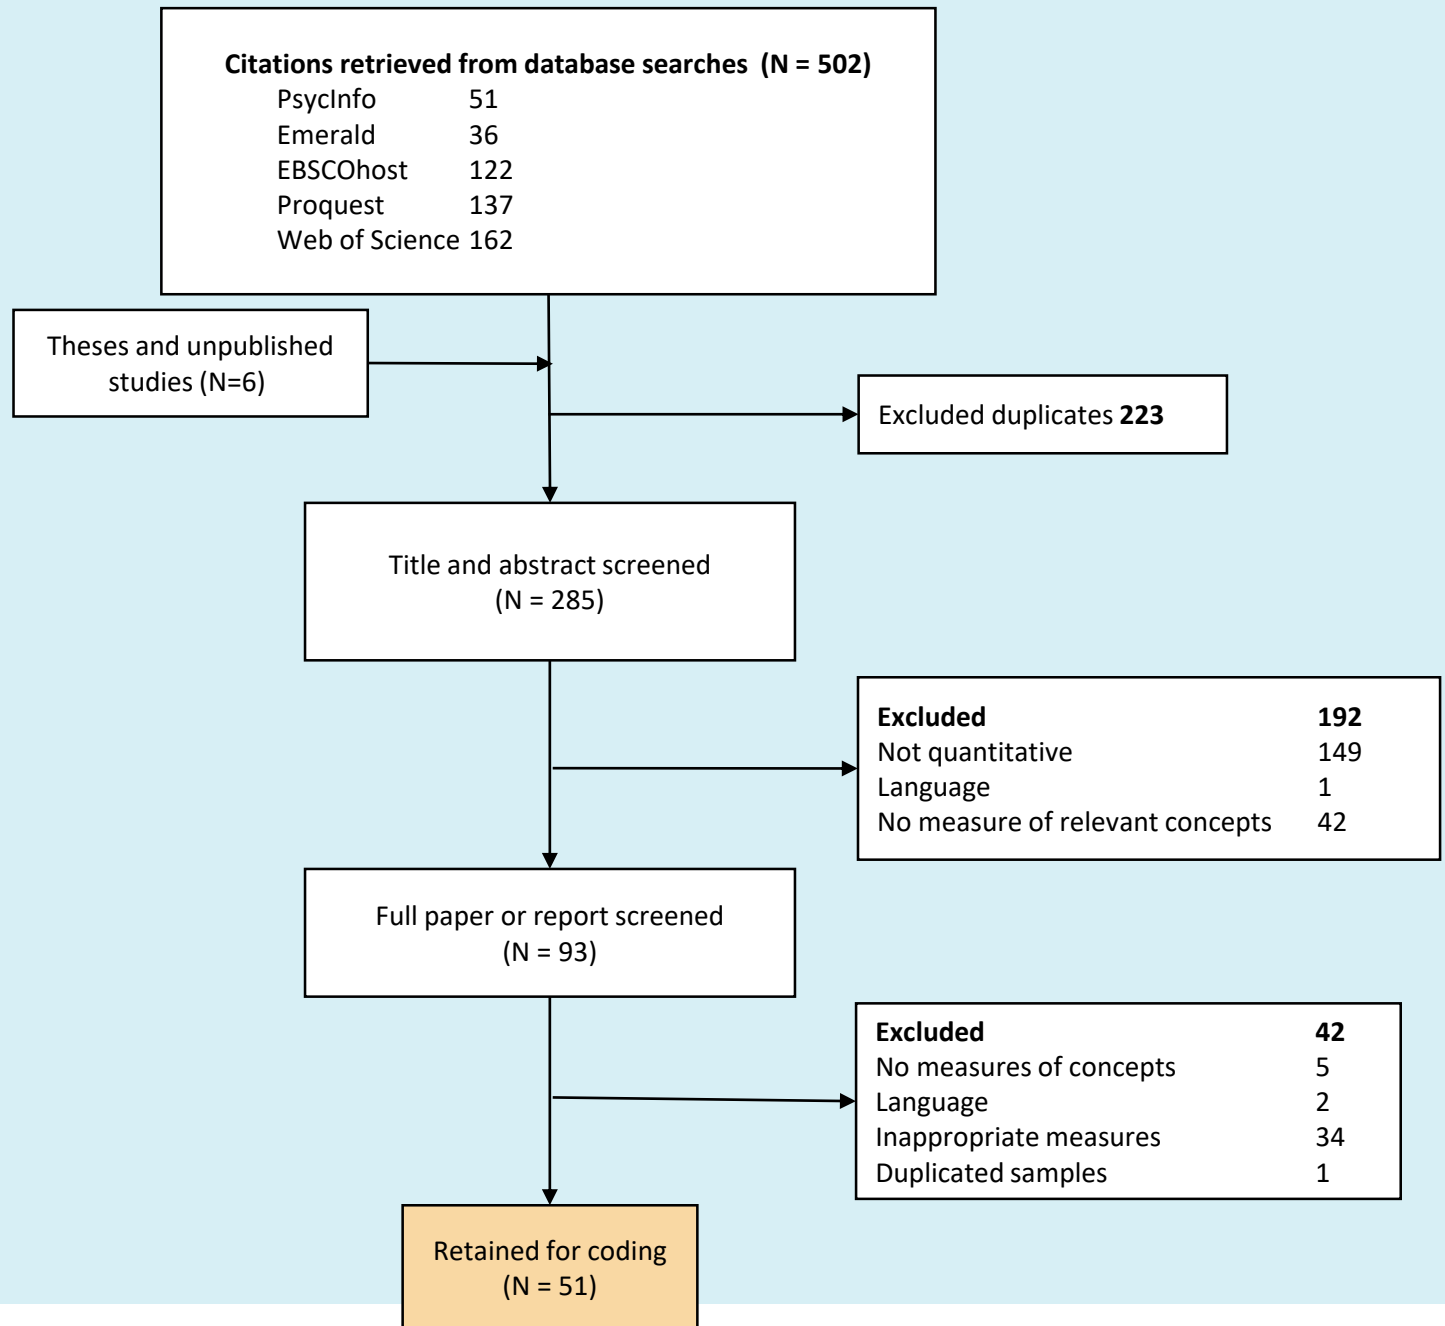 Citations retrieved from database searches (N = 502)
PsycInfo 51
Emerald 36
EBSCOhost 122
Proquest 137
Web of Science 162
Theses and unpublished
studies (N=6)
Excluded duplicates 223
Title and abstract screened
(N = 285)
Excluded 192
Not quantitative 149
Language 1
No measure of relevant concepts 42
Full paper or report screened
(N = 93)
Excluded 42
No measures of concepts 5
Language 2
Inappropriate measures 34
Duplicated samples 1
Retained for coding
(N = 51)